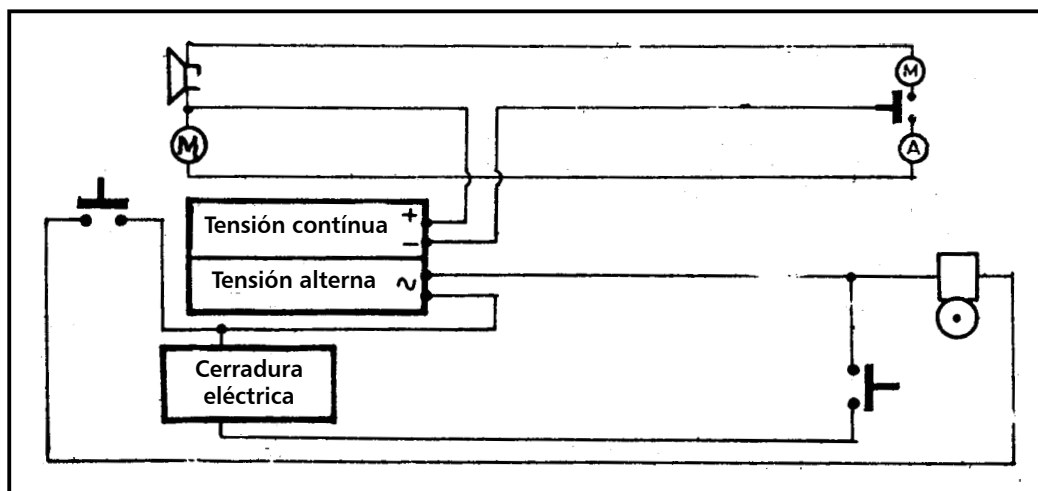 M
M
A
Tensión contínua + −
Tensión alterna ~
Cerradura
eléctrica